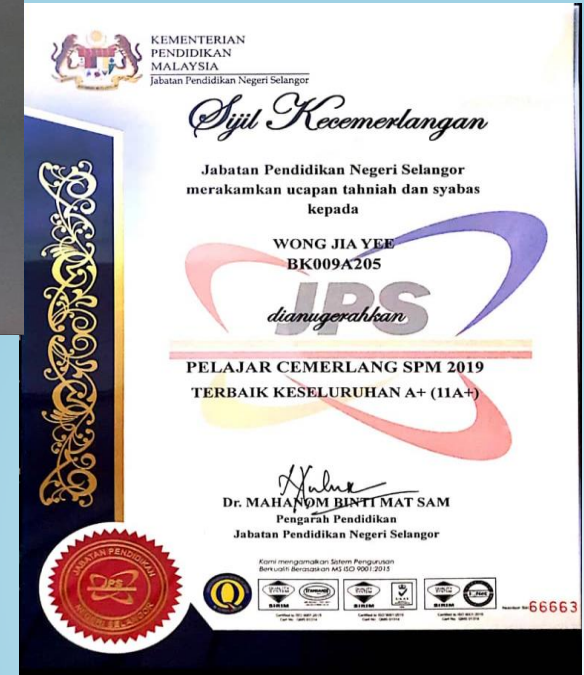 KEMENTERIAN
PENDIDIKAN
MALAYSIA
Jabatan Pendidikan Negeri Selangor
Sijil Kecemerlangan
Jabatan Pendidikan Negeri Selangor
merakamkan ucapan tahniah dan syabas
kepada
WONG JIA YEE
BK009A205
JPS
dianugerahkan
PELAJAR CEMERLANG SPM 2019
TERBAIK KESELURUHAN A+ (11A+)
Dr. MAHANOM BINTI MAT SAM
Pengarah Pendidikan
Jabatan Pendidikan Negeri Selangor
Kami mengamalkan Sistem Pengurusan
Berkualiti Berasaskan MS ISO 9001:2015
JABATAN PENDIDIKAN
JPS
NEGERI SELANGOR
Q
SIRIM
SIRIM
SIRIM
66663